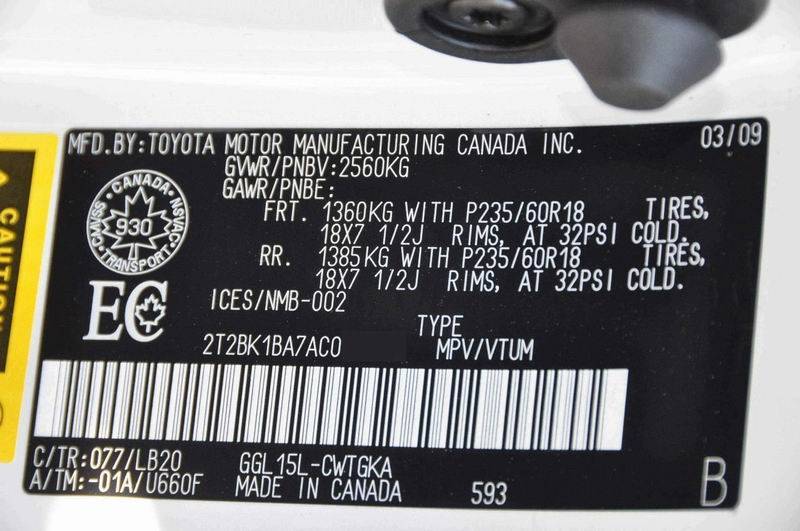 MFD.BY:TOYOTA MOTOR MANUFACTURING CANADA INC. 03/09
GVWR/PNBV:2560KG
GAWR/PNBE:
FRT. 1360KG WITH P235/60R18 TIRES,
18X7 1/2J RIMS, AT 32PSI COLD.
RR. 1385KG WITH P235/60R18 TIRES,
18X7 1/2J RIMS, AT 32PSI COLD.
CANADA
CMVSS 930 NSVAC
TRANSPORT
ICES/NMB-002
EC
TYPE
2T2BK1BA7AC0 MPV/VTUM
C/TR:077/LB20 GGL15L-CWTGKA
A/TM:-01A/U660F MADE IN CANADA 593 B
CAUTION